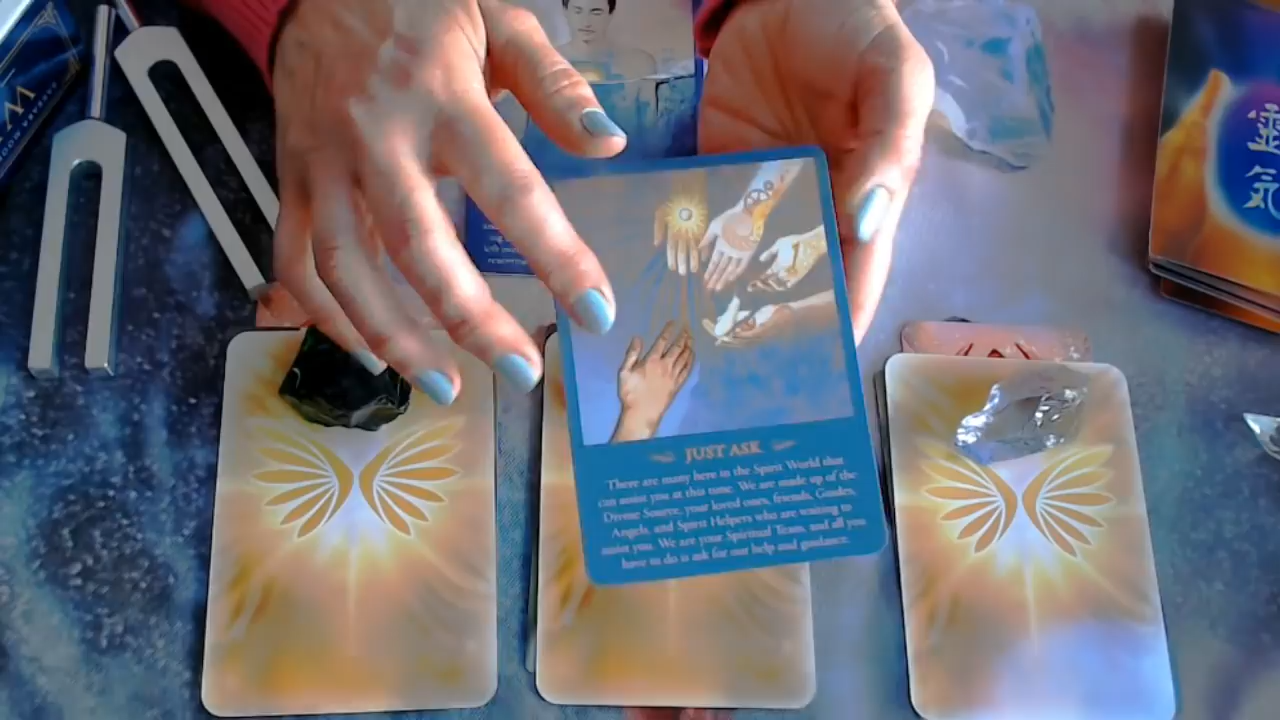 靈
気
JUST ASK
There are many here in the Spirit World that
can assist you at this time. We are made up of the
Divine Source, your loved ones, friends, Guides,
Angels, and Spirit Helpers who are waiting to
assist you. We are your Spiritual Team, and all you
have to do is ask for our help and guidance.